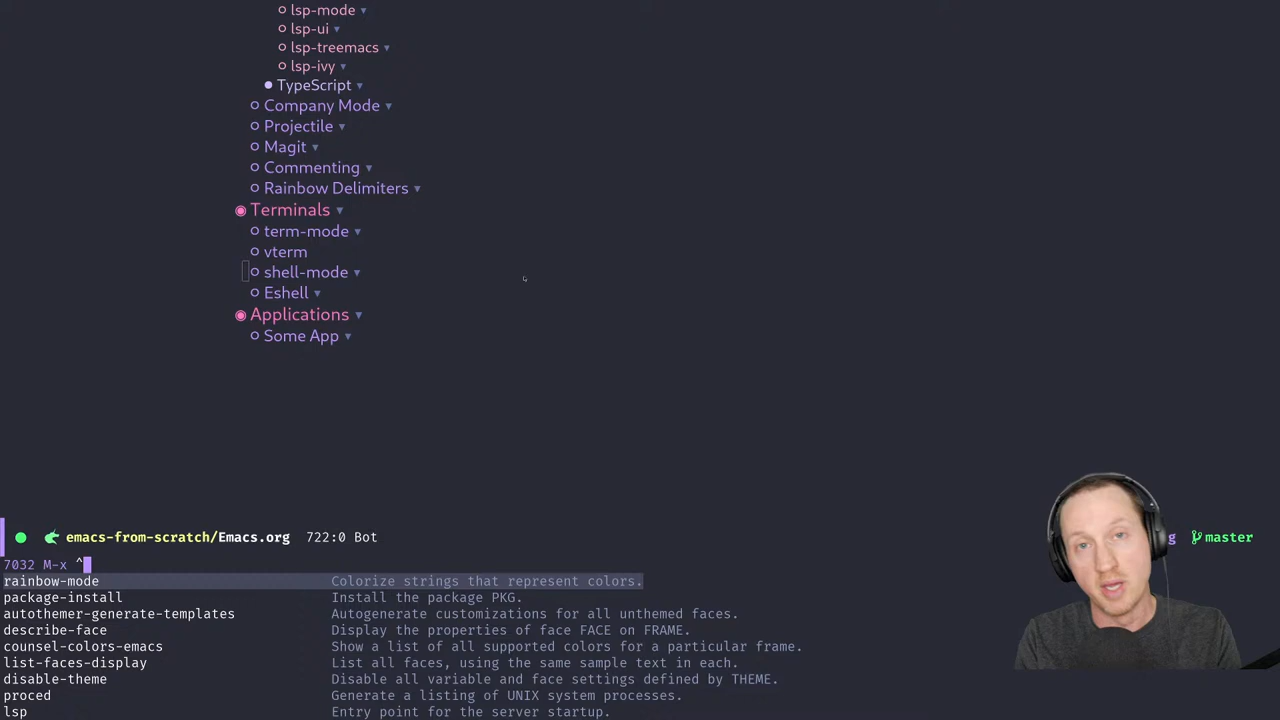 lsp-mode ▾
lsp-ui ▾
lsp-treemacs ▾
lsp-ivy ▾
TypeScript ▾
Company Mode ▾
Projectile ▾
Magit ▾
Commenting ▾
Rainbow Delimiters ▾
Terminals ▾
term-mode ▾
vterm
shell-mode ▾
Eshell ▾
Applications ▾
Some App ▾
emacs-from-scratch/Emacs.org 722:0 Bot g master
7032 M-x ^
rainbow-mode Colorize strings that represent colors.
package-install Install the package PKG.
autothemer-generate-templates Autogenerate customizations for all unthemed faces.
describe-face Display the properties of face FACE on FRAME.
counsel-colors-emacs Show a list of all supported colors for a particular frame.
list-faces-display List all faces, using the same sample text in each.
disable-theme Disable all variable and face settings defined by THEME.
proced Generate a listing of UNIX system processes.
lsp Entry point for the server startup.